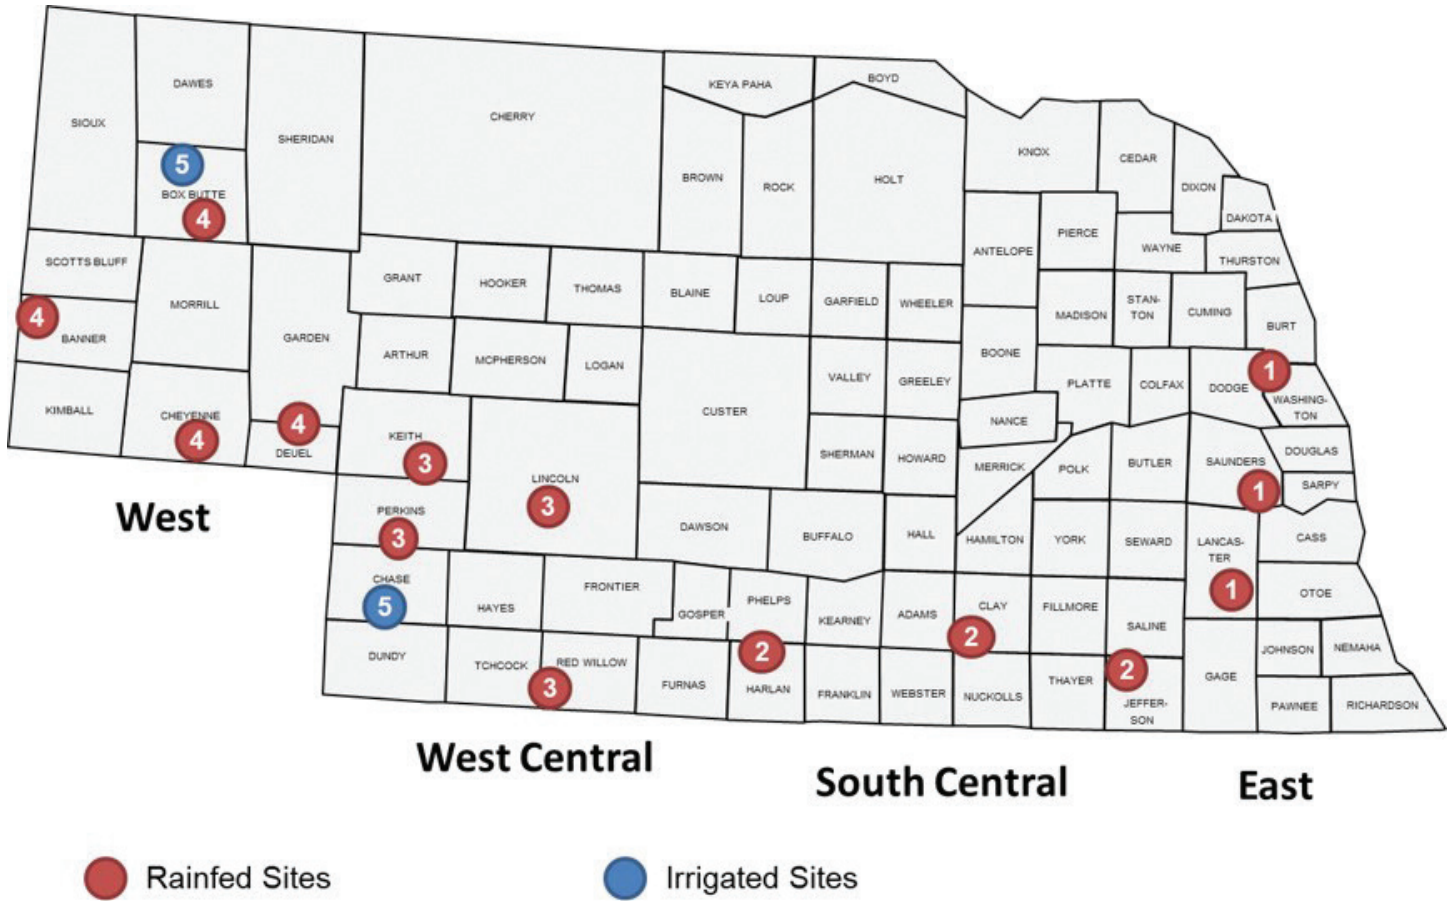 KEYA PAHA
BOYD
DAWES
CHERRY
SIOUX
SHERIDAN
KNOX
CEDAR
5
BROWN
ROCK
HOLT
DIXON
BOX BUTTE
4
DAKOTA
PIERCE
WAYNE
ANTELOPE
SCOTTS BLUFF
THURSTON
GRANT
HOOKER
THOMAS
BLAINE
LOUP
GARFIELD
WHEELER
MORRILL
STAN-
TON
MADISON
CUMING
4
BURT
BANNER
GARDEN
ARTHUR
MCPHERSON
LOGAN
BOONE
1
VALLEY
GREELEY
PLATTE
COLFAX
DODGE
WASHING-
TON
KIMBALL
CHEYENNE
4
4
DEUEL
CUSTER
NANCE
KEITH
3
SHERMAN
HOWARD
MERRICK
POLK
BUTLER
SAUNDERS
1
DOUGLAS
SARPY
LINCOLN
3
West
PERKINS
3
DAWSON
BUFFALO
HALL
HAMILTON
YORK
SEWARD
LANCAS-
TER
CASS
CHASE
5
HAYES
FRONTIER
GOSPER
PHELPS
KEARNEY
ADAMS
CLAY
2
FILLMORE
SALINE
1
OTOE
DUNDY
TCHCOCK
RED WILLOW
3
FURNAS
2
HARLAN
FRANKLIN
WEBSTER
NUCKOLLS
THAYER
2
JEFFER-
SON
GAGE
JOHNSON
NEMAHA
PAWNEE
RICHARDSON
West Central
South Central
East
Rainfed Sites
Irrigated Sites